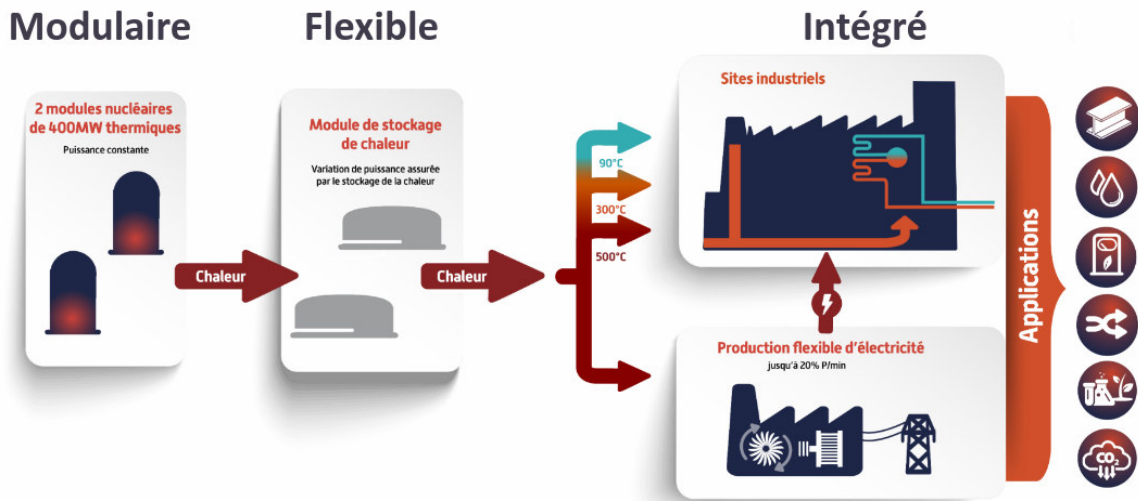 Modulaire
Flexible
Intégré
2 modules nucléaires
de 400MW thermiques
Puissance constante
Chaleur
Module de stockage
de chaleur
Variation de puissance assurée
par le stockage de la chaleur
Chaleur
90°C
300°C
500°C
Sites industriels
Production flexible d'électricité
jusqu'à 20% P/min
Applications
CO₂